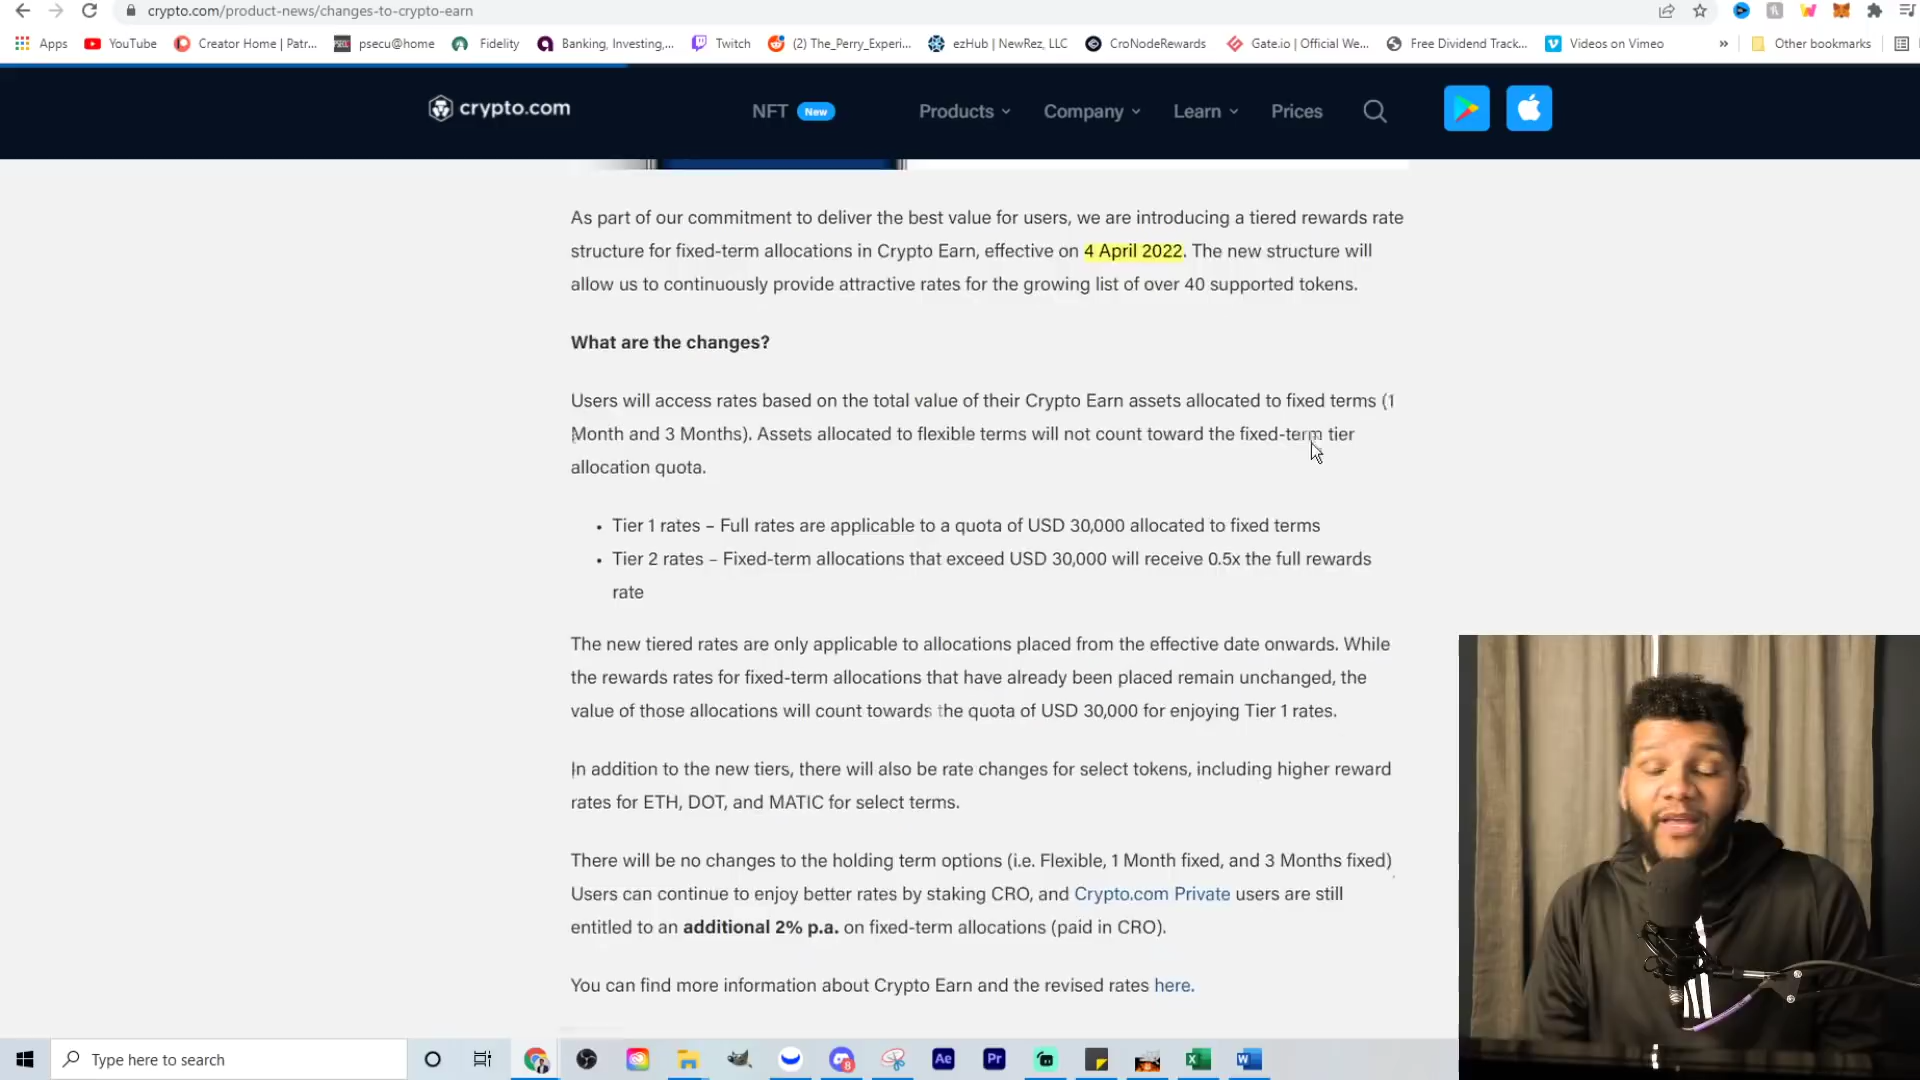 crypto.com/product-news/changes-to-crypto-earn
Apps YouTube Creator Home | Patr... psecu@home Fidelity Banking, Investing,... Twitch (2) The_Perry_Experi... ezHub | NewRez, LLC CroNodeRewards Gate.io | Official We... Free Dividend Track... Videos on Vimeo » Other bookmarks
crypto.com NFT New Products Company Learn Prices
As part of our commitment to deliver the best value for users, we are introducing a tiered rewards rate
structure for fixed-term allocations in Crypto Earn, effective on 4 April 2022. The new structure will
allow us to continuously provide attractive rates for the growing list of over 40 supported tokens.
What are the changes?
Users will access rates based on the total value of their Crypto Earn assets allocated to fixed terms (1
Month and 3 Months). Assets allocated to flexible terms will not count toward the fixed-term tier
allocation quota.
• Tier 1 rates – Full rates are applicable to a quota of USD 30,000 allocated to fixed terms
• Tier 2 rates – Fixed-term allocations that exceed USD 30,000 will receive 0.5x the full rewards
rate
The new tiered rates are only applicable to allocations placed from the effective date onwards. While
the rewards rates for fixed-term allocations that have already been placed remain unchanged, the
value of those allocations will count towards the quota of USD 30,000 for enjoying Tier 1 rates.
In addition to the new tiers, there will also be rate changes for select tokens, including higher reward
rates for ETH, DOT, and MATIC for select terms.
There will be no changes to the holding term options (i.e. Flexible, 1 Month fixed, and 3 Months fixed)
Users can continue to enjoy better rates by staking CRO, and Crypto.com Private users are still
entitled to an additional 2% p.a. on fixed-term allocations (paid in CRO).
You can find more information about Crypto Earn and the revised rates here.
Type here to search 8 Ae Pr